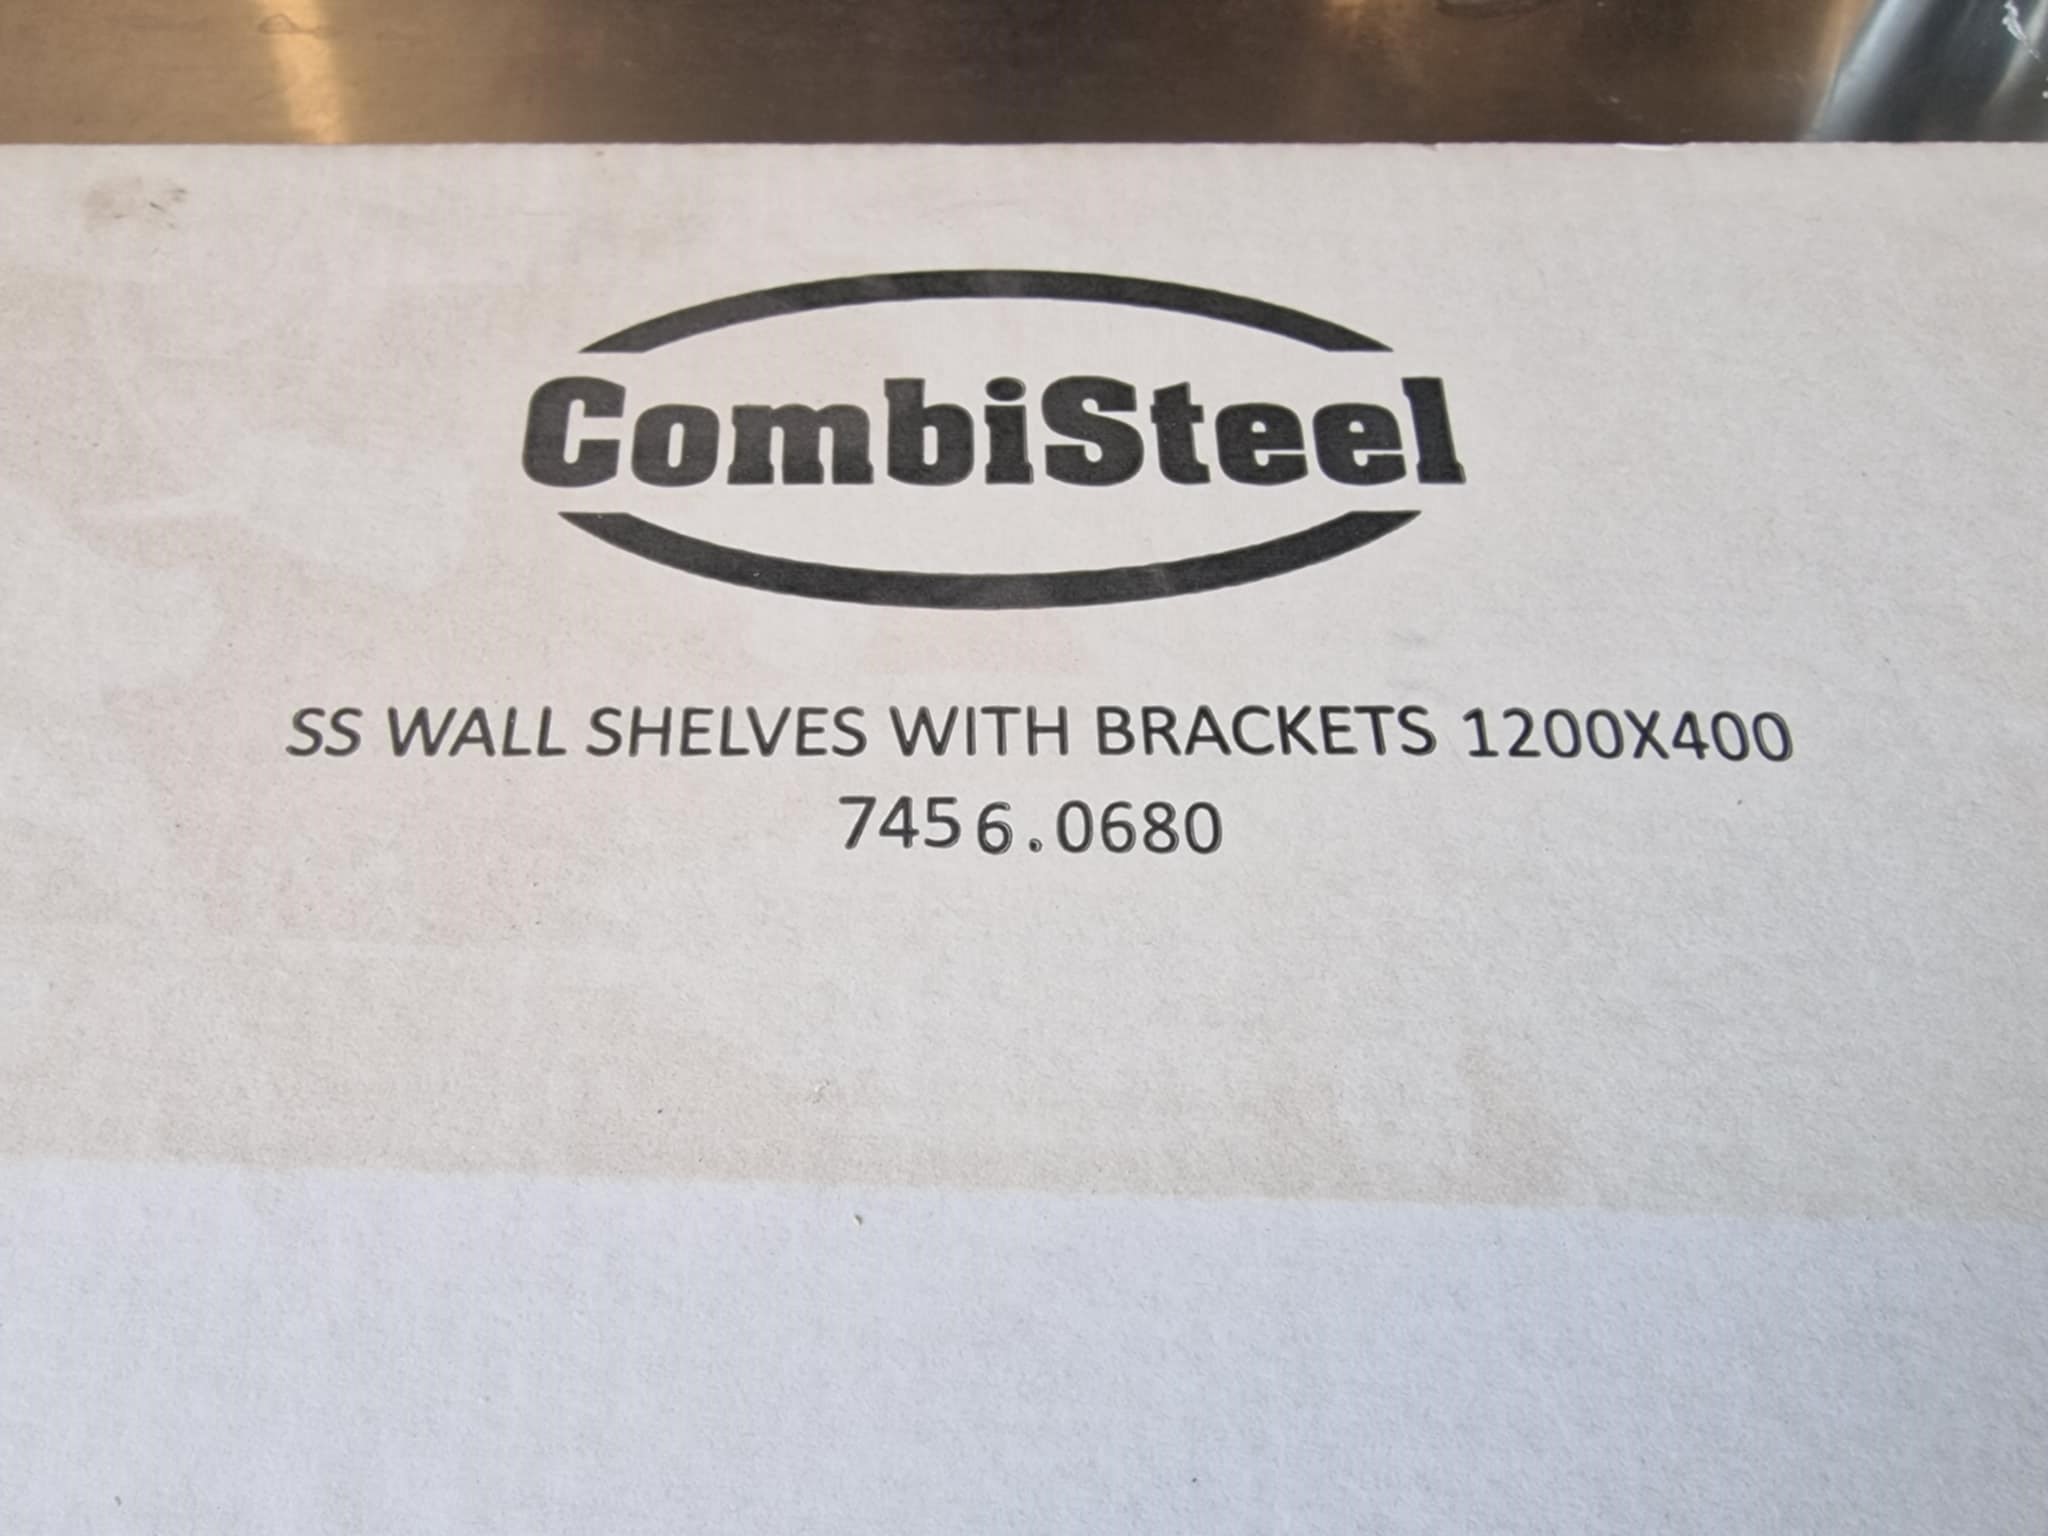 CombiSteel
SS WALL SHELVES WITH BRACKETS 1200X400
7456.0680